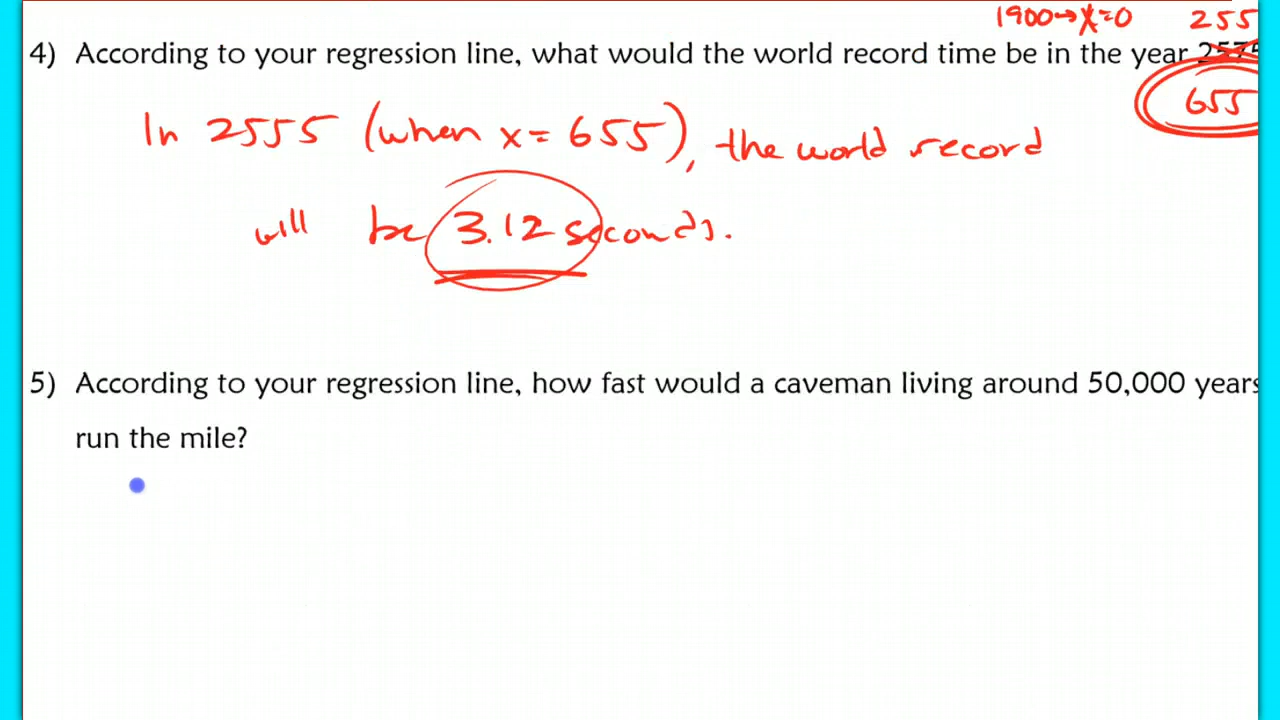 1900→x=0 255
4) According to your regression line, what would the world record time be in the year
655
In 2555 (when x=655), the world record
will be 3.12 seconds.
5) According to your regression line, how fast would a caveman living around 50,000 years
run the mile?